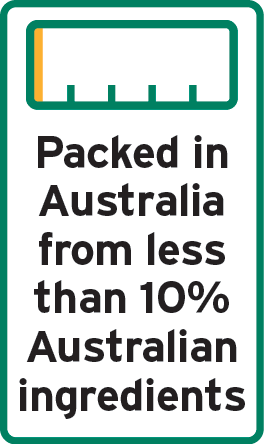 Packed in
Australia
from less
than 10%
Australian
ingredients